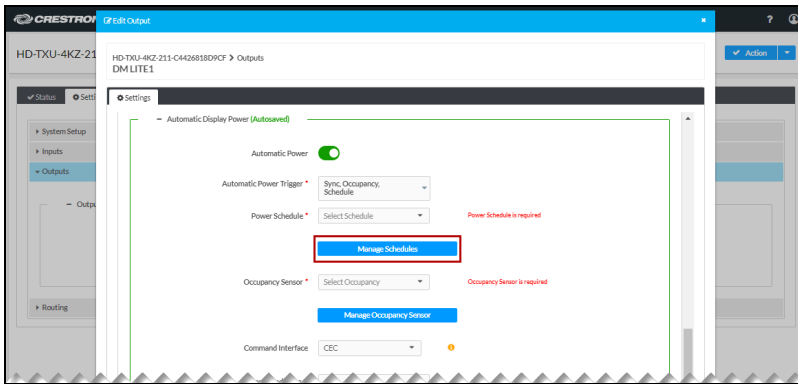 CRESTRON
Edit Output
×
?
HD-TXU-4KZ-21
HD-TXU-4KZ-211-C4426818D9CF > Outputs
DM LITE1
Action
Status
Setti
Settings
System Setup
Inputs
Outputs
Outpu
Routing
Automatic Display Power (Autosaved)
Automatic Power
Automatic Power Trigger *
Sync, Occupancy,
Schedule
Power Schedule *
Select Schedule
Power Schedule is required
Manage Schedules
Occupancy Sensor *
Select Occupancy
Occupancy Sensor is required
Manage Occupancy Sensor
Command Interface
CEC